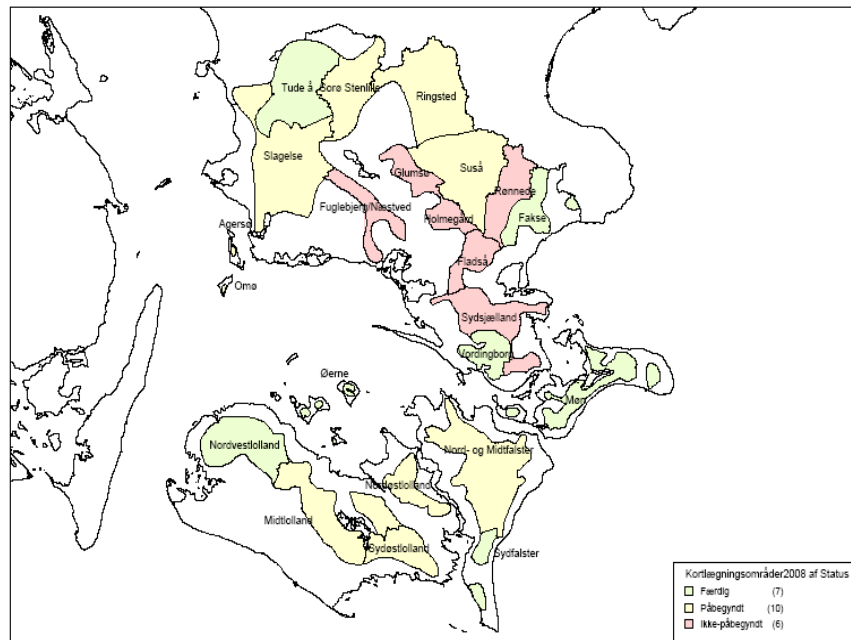 Tude å
Sorø Stenlille
Ringsted
Slagelse
Glumsø
Suså
Rønnede
Fuglebjerg/Næstved
Holmegård
Fakse
Agersø
Fladså
Omø
Sydsjælland
Vordingborg
Øerne
Møn
Nordvestlolland
Nord- og Midtfalster
Nordøstlolland
Midtlolland
Sydøstlolland
Sydfalster
Kortlægningsområder2008 af Status
Færdig (7)
Påbegyndt (10)
Ikke-påbegyndt (6)